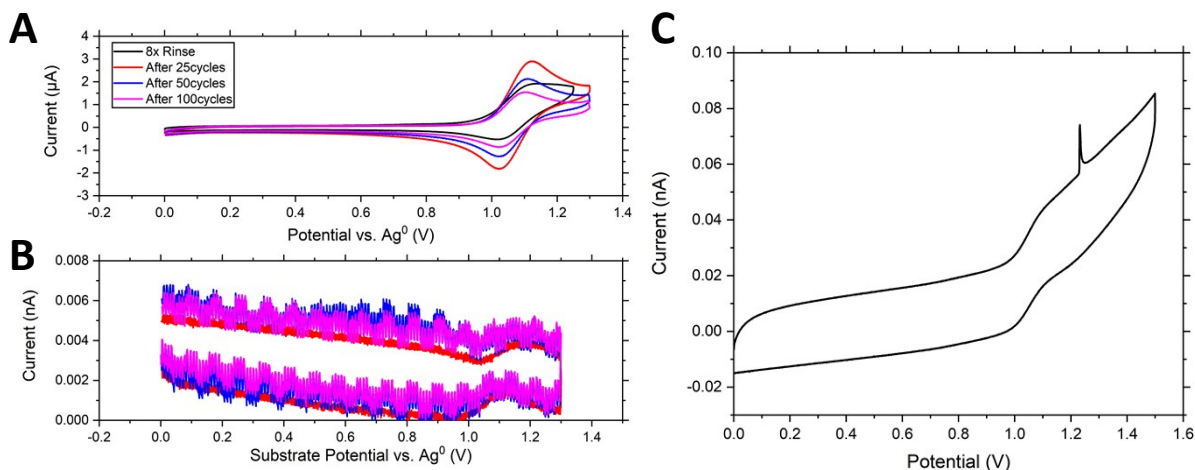 A
8x Rinse
After 25cycles
After 50cycles
After 100cycles
Current (µA)
4
3
2
1
0
-1
-2
-3
-0.2 0.0 0.2 0.4 0.6 0.8 1.0 1.2 1.4
Potential vs. Ag⁰ (V)
B
Current (nA)
0.008
0.006
0.004
0.002
0.000
-0.2 0.0 0.2 0.4 0.6 0.8 1.0 1.2 1.4
Substrate Potential vs. Ag⁰ (V)
C
Current (nA)
0.10
0.08
0.06
0.04
0.02
0.00
-0.02
0.0 0.2 0.4 0.6 0.8 1.0 1.2 1.4 1.6
Potential (V)